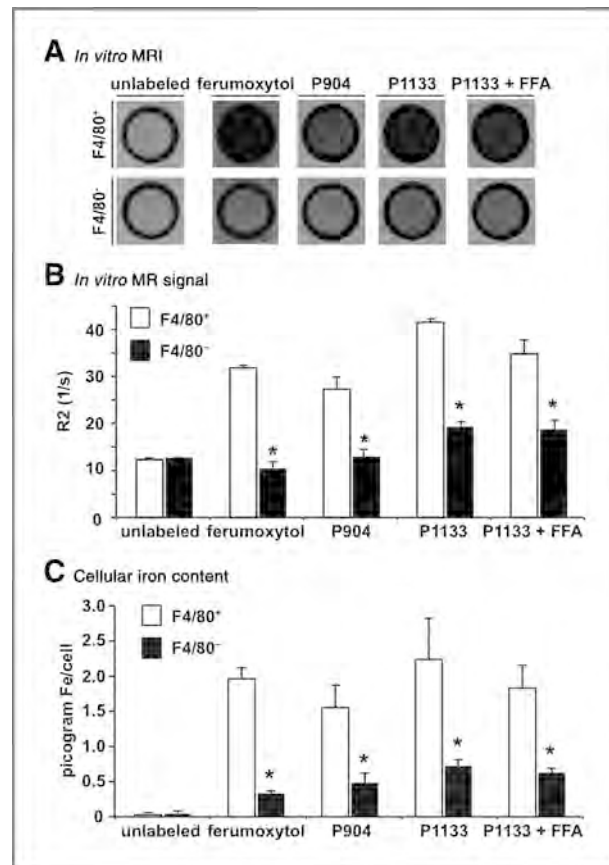 A In vitro MRI
unlabeled ferumoxytol P904 P1133 P1133 + FFA
F4/80⁺
F4/80⁻
B In vitro MR signal
F4/80⁺
F4/80⁻
40
30
20
10
0
R2 (1/s)
* * * *
unlabeled ferumoxytol P904 P1133 P1133 + FFA
C Cellular iron content
3.0
F4/80⁺
2.5
F4/80⁻
2.0
1.5
1.0
0.5
0
picogram Fe/cell
* * * *
unlabeled ferumoxytol P904 P1133 P1133 + FFA